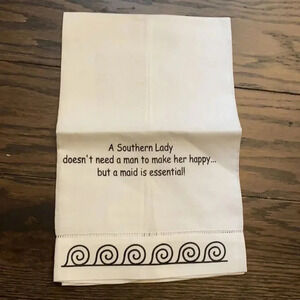 A Southern Lady
doesn't need a man to make her happy...
but a maid is essential!